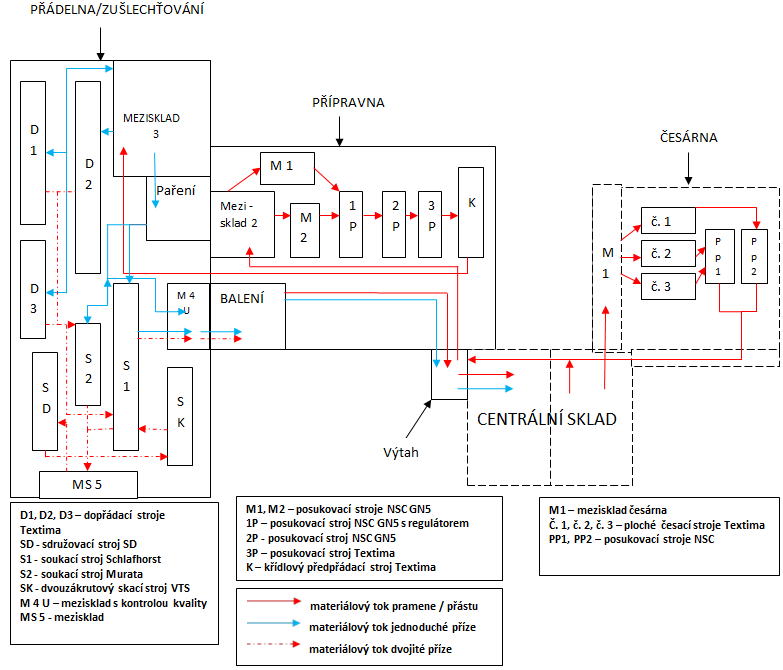 PŘÁDELNA/ZUŠLECHŤOVÁNÍ
PŘÍPRAVNA
ČESÁRNA
D
1
D
2
D
3
MEZISKLAD
3
Paření
Mezi -
sklad 2
M 1
M
2
1
P
2
P
3
P
K
M
1
č. 1
č. 2
č. 3
P
P
1
P
P
2
M 4
U
BALENÍ
S
2
S
1
S
D
S
K
MS 5
Výtah
CENTRÁLNÍ SKLAD
D1, D2, D3 – dopřádací stroje
Textima
SD - sdružovací stroj SD
S1 - soukací stroj Schlafhorst
S2 - soukací stroj Murata
SK - dvouzákrutový skací stroj VTS
M 4 U – mezisklad s kontrolou kvality
MS 5 - mezisklad
M1, M2 – posukovací stroje NSC GN5
1P – posukovací stroj NSC GN5 s regulátorem
2P - posukovací stroj NSC GN5
3P – posukovací stroj Textima
K – křídlový předpřádací stroj Textima
M1 – mezisklad česárna
Č. 1, č. 2, č. 3 – ploché česací stroje Textima
PP1, PP2 – posukovací stroje NSC
materiálový tok pramene / přástu
materiálový tok jednoduché příze
materiálový tok dvojité příze